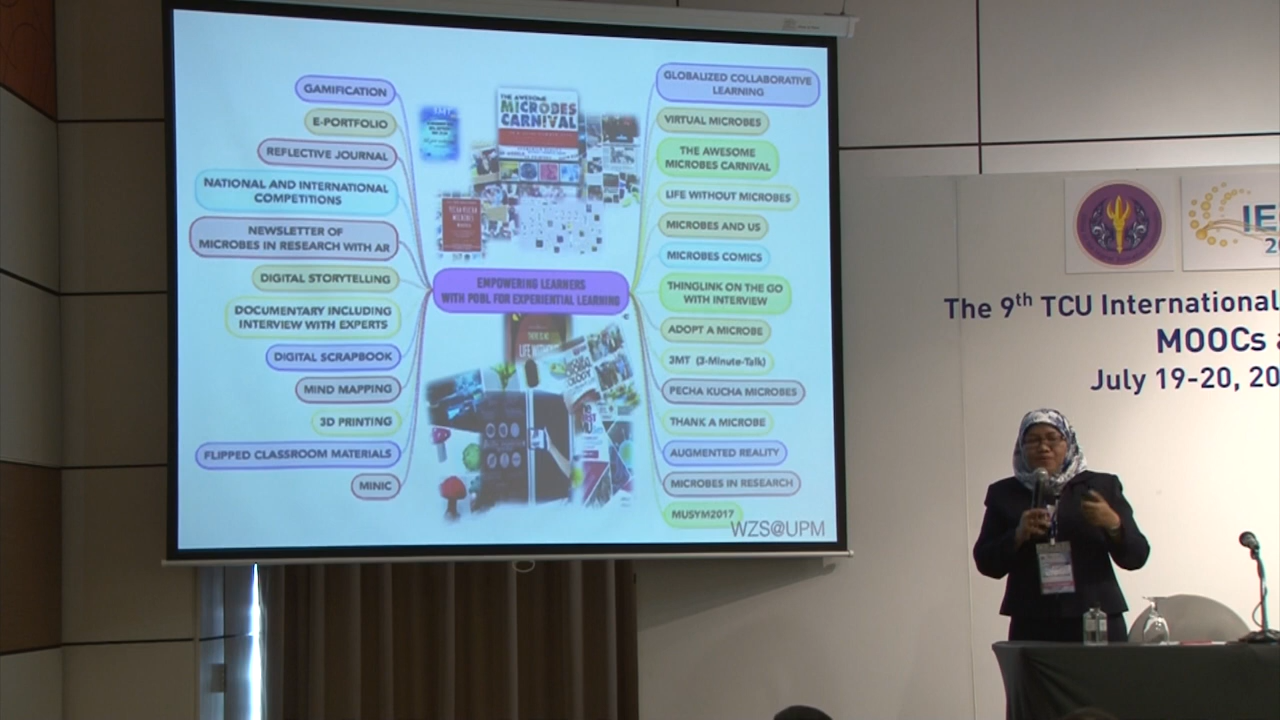 GAMIFICATION
E-PORTFOLIO
REFLECTIVE JOURNAL
NATIONAL AND INTERNATIONAL
COMPETITIONS
NEWSLETTER OF
MICROBES IN RESEARCH WITH AR
DIGITAL STORYTELLING
DOCUMENTARY INCLUDING
INTERVIEW WITH EXPERTS
DIGITAL SCRAPBOOK
MIND MAPPING
3D PRINTING
FLIPPED CLASSROOM MATERIALS
MINIC
THE AWESOME
MICROBES
CARNIVAL
EMPOWERING LEARNERS
WITH POBL FOR EXPERIENTIAL LEARNING
GLOBALIZED COLLABORATIVE
LEARNING
VIRTUAL MICROBES
THE AWESOME
MICROBES CARNIVAL
LIFE WITHOUT MICROBES
MICROBES AND US
MICROBES COMICS
THINGLINK ON THE GO
WITH INTERVIEW
ADOPT A MICROBE
3MT (3-Minute-Talk)
PECHA KUCHA MICROBES
THANK A MICROBE
AUGMENTED REALITY
MICROBES IN RESEARCH
MUSYM2017
WZS@UPM
IE
2
The 9th TCU International
MOOCs a
July 19-20, 20